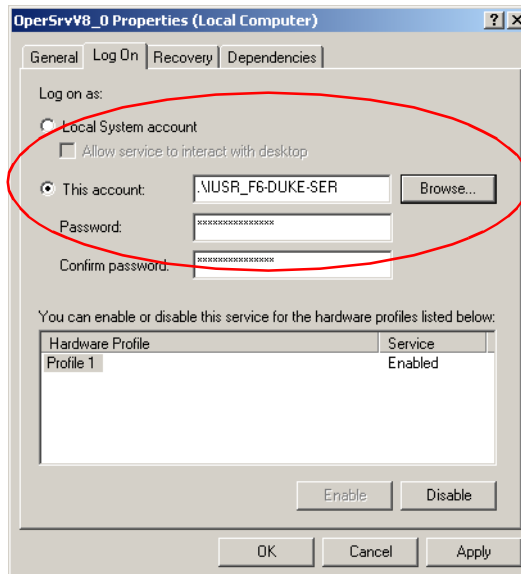 OperSrvV8_0 Properties (Local Computer)
General Log On Recovery Dependencies
Log on as:
Local System account
Allow service to interact with desktop
This account: .\IUSR_F6-DUKE-SER Browse...
Password: ***************
Confirm password: ***************
You can enable or disable this service for the hardware profiles listed below:
Hardware Profile Service
Profile 1 Enabled
Enable Disable
OK Cancel Apply